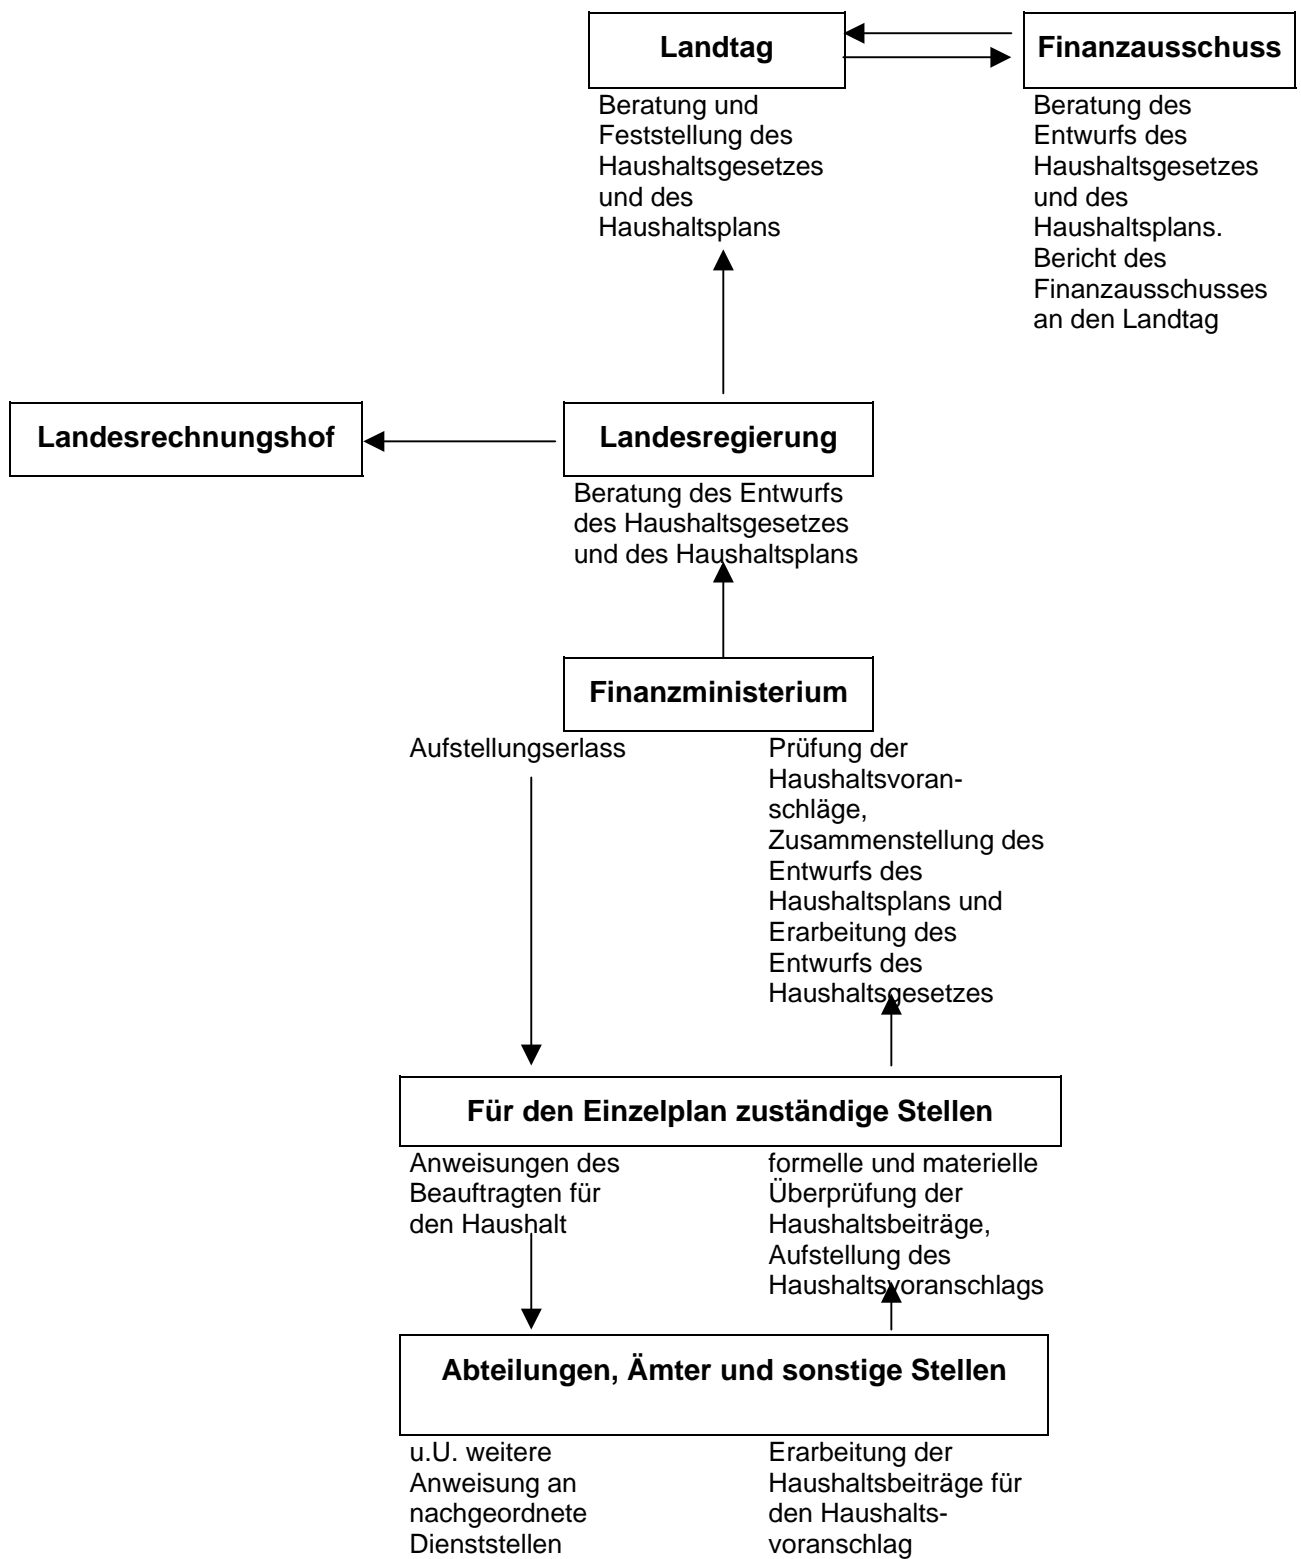 Landtag
Finanzausschuss
Beratung und
Feststellung des
Haushaltsgesetzes
und des
Haushaltsplans
Beratung des
Entwurfs des
Haushaltsgesetzes
und des
Haushaltsplans.
Bericht des
Finanzausschusses
an den Landtag
Landesrechnungshof
Landesregierung
Beratung des Entwurfs
des Haushaltsgesetzes
und des Haushaltsplans
Finanzministerium
Aufstellungserlass
Prüfung der
Haushaltsvoran-
schläge,
Zusammenstellung des
Entwurfs des
Haushaltsplans und
Erarbeitung des
Entwurfs des
Haushaltsgesetzes
Für den Einzelplan zuständige Stellen
Anweisungen des
Beauftragten für
den Haushalt
formelle und materielle
Überprüfung der
Haushaltsbeiträge,
Aufstellung des
Haushaltsvoranschlags
Abteilungen, Ämter und sonstige Stellen
u.U. weitere
Anweisung an
nachgeordnete
Dienststellen
Erarbeitung der
Haushaltsbeiträge für
den Haushalts-
voranschlag